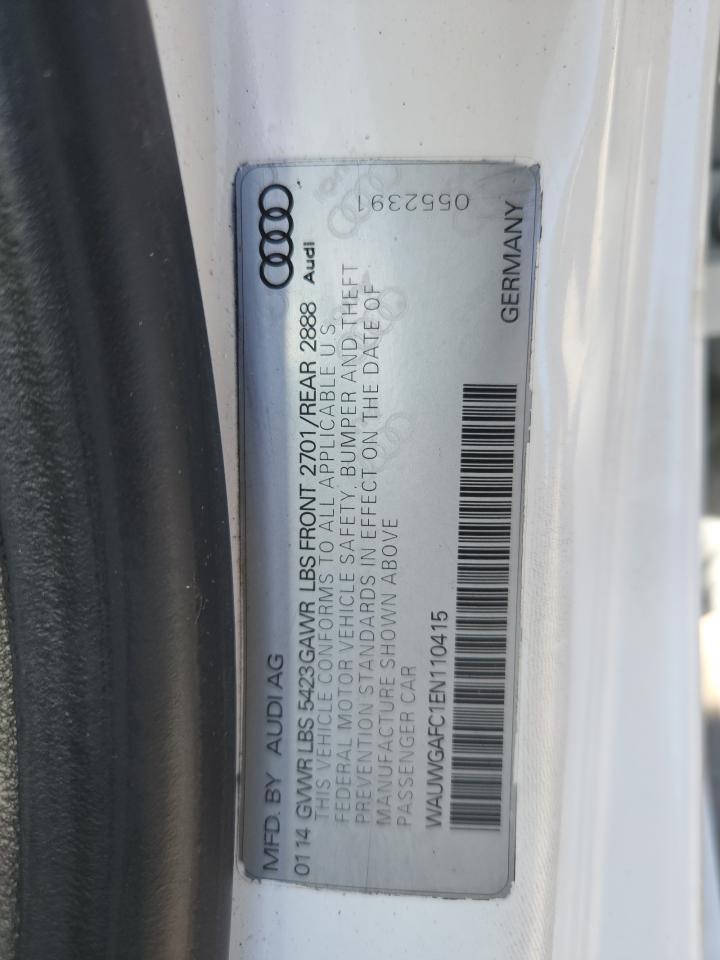 MFD. BY AUDI AG
Audi
0114 GVWR LBS 5423 GAWR LBS FRONT 2701/REAR 2888
THIS VEHICLE CONFORMS TO ALL APPLICABLE U S
FEDERAL MOTOR VEHICLE SAFETY, BUMPER AND THEFT
PREVENTION STANDARDS IN EFFECT ON THE DATE OF
MANUFACTURE SHOWN ABOVE
PASSENGER CAR
WAUWGAFC1EN110415
0552391
GERMANY